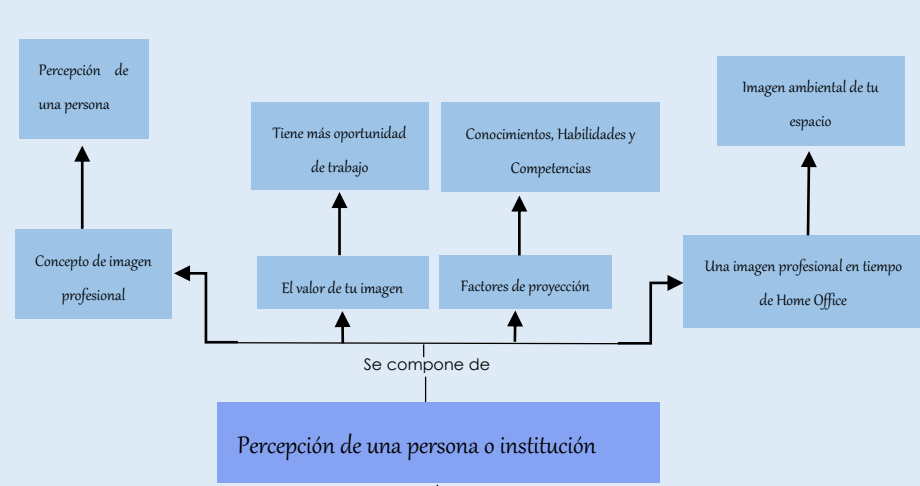 Percepción de
una persona
Tiene más oportunidad
de trabajo
Conocimientos, Habilidades y
Competencias
Imagen ambiental de tu
espacio
Concepto de imagen
profesional
El valor de tu imagen
Factores de proyección
Una imagen profesional en tiempo
de Home Office
Se compone de
Percepción de una persona o institución